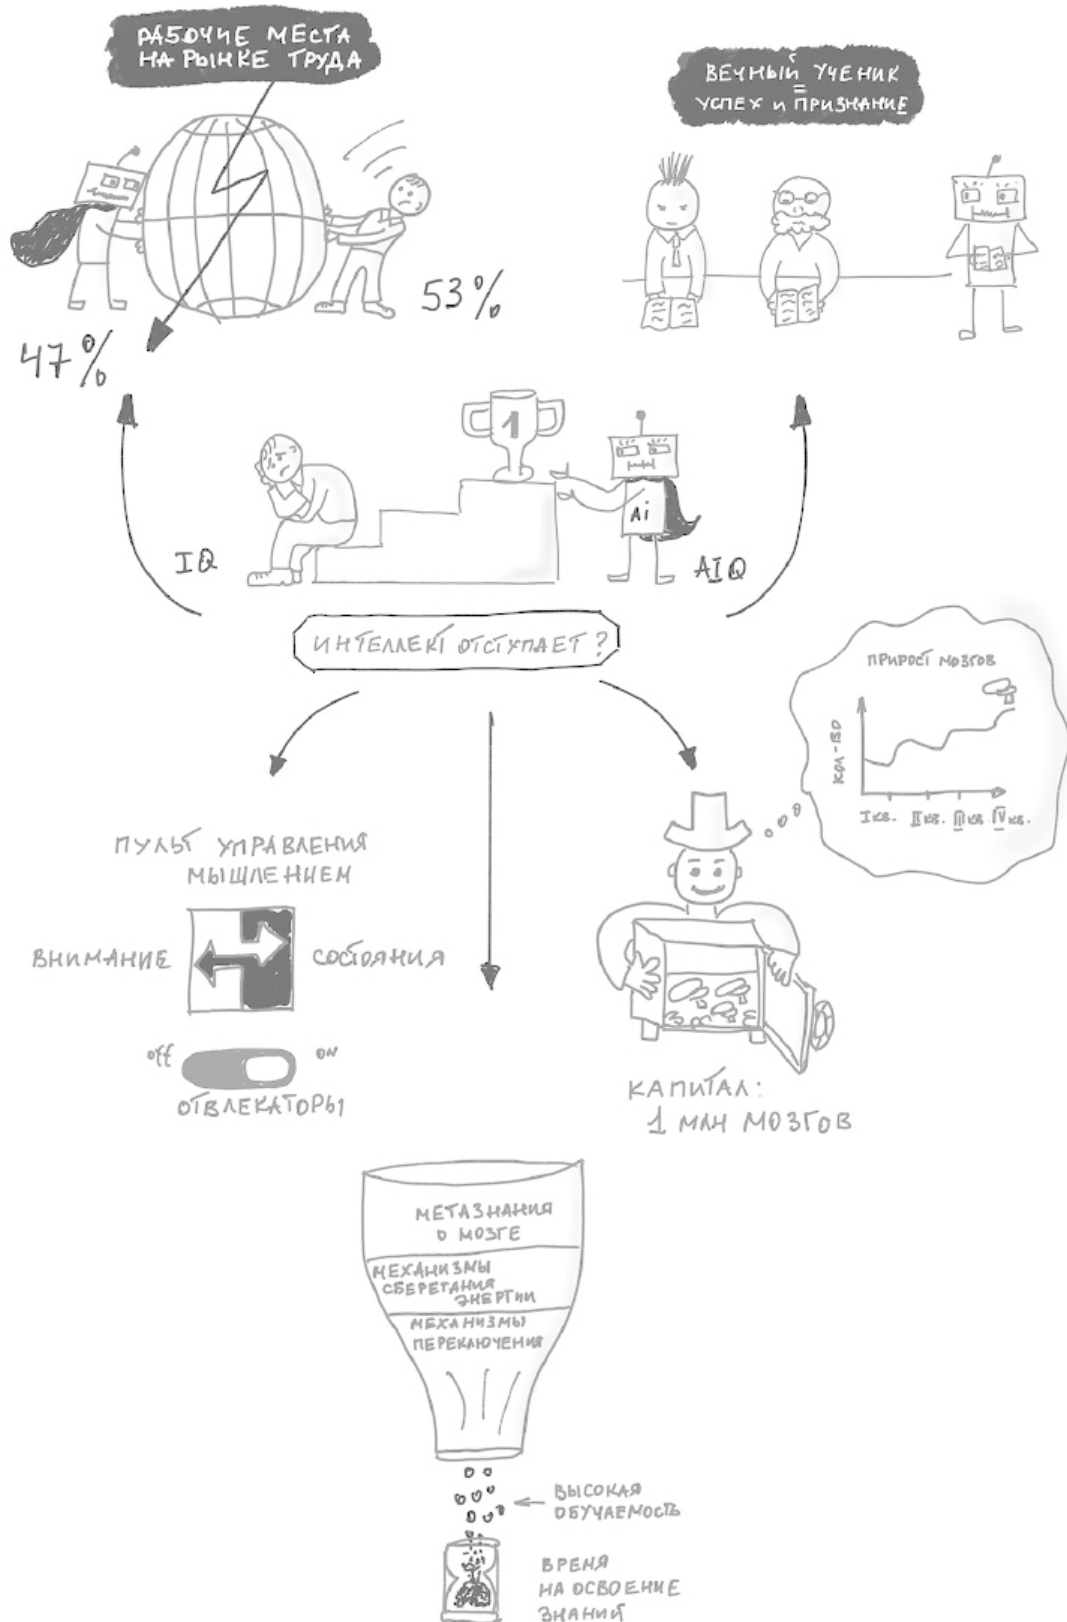 РАБОЧИЕ МЕСТА
НА РЫНКЕ ТРУДА
ВЕЧНЫЙ УЧЕНИК
=
УСПЕХ И ПРИЗНАНИЕ
53%
47%
1
Ai
IQ
AIQ
ИНТЕЛЛЕКТ ОТСТУПАЕТ?
ПРИРОСТ МОЗГОВ
КОЛ-ВО
I КВ. II КВ. III КВ. IV КВ.
ПУЛЬТ УПРАВЛЕНИЯ
МЫШЛЕНИЕМ
ВНИМАНИЕ
СОСТОЯНИЯ
off
ON
ОТВЛЕКАТОРЫ
КАПИТАЛ:
1 МЛН МОЗГОВ
МЕТАЗНАНИЯ
О МОЗГЕ
МЕХАНИЗМЫ
СБЕРЕГАНИЯ
ЭНЕРГИИ
МЕХАНИЗМЫ
ПЕРЕКЛЮЧЕНИЯ
ВЫСОКАЯ
ОБУЧАЕМОСТЬ
ВРЕМЯ
НА ОСВОЕНИЕ
ЗНАНИЙ